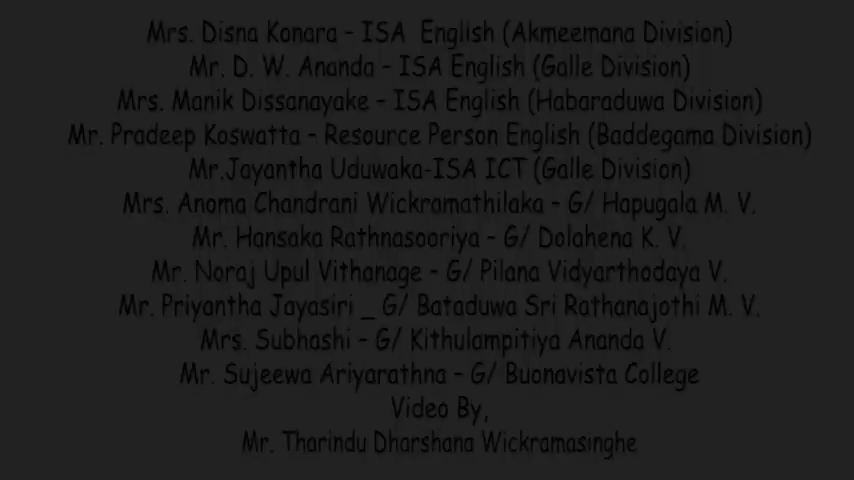 Mrs. Disna Konara - ISA English (Akmeemana Division)
Mr. D. W. Ananda - ISA English (Galle Division)
Mrs. Manik Dissanayake - ISA English (Habaraduwa Division)
Mr. Pradeep Koswatta - Resource Person English (Baddegama Division)
Mr.Jayantha Uduwaka-ISA ICT (Galle Division)
Mrs. Anoma Chandrani Wickramathilaka - G/ Hapugala M. V.
Mr. Hansaka Rathnasooriya - G/ Dolahena K. V.
Mr. Noraj Upul Vithanage - G/ Pilana Vidyarthodaya V.
Mr. Priyantha Jayasiri _ G/ Bataduwa Sri Rathanajothi M. V.
Mrs. Subhashi - G/ Kithulampitiya Ananda V.
Mr. Sujeewa Ariyarathna - G/ Buonavista College
Video By,
Mr. Tharindu Dharshana Wickramasinghe